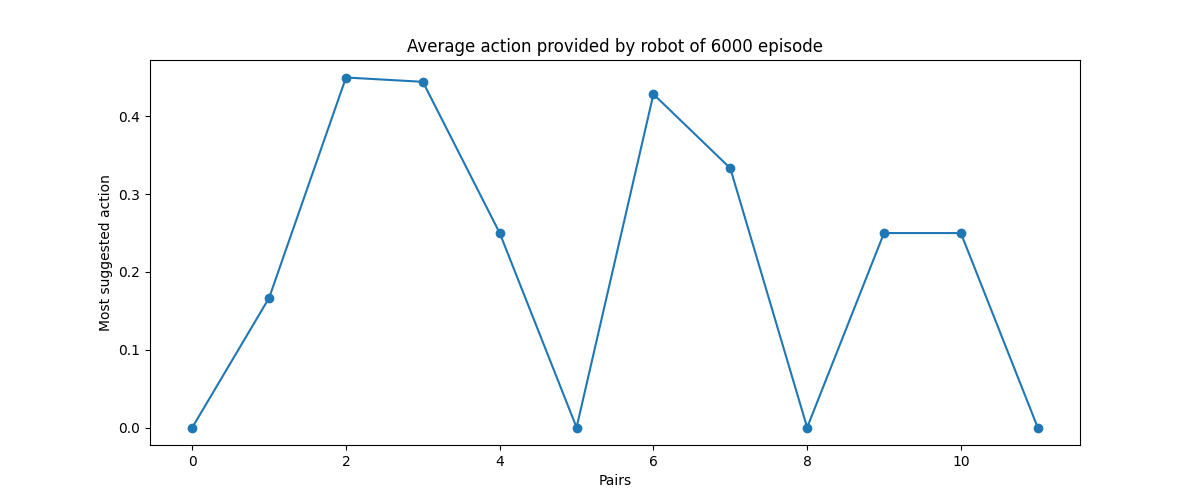 Average action provided by robot of 6000 episode
Most suggested action
0.4
0.3
0.2
0.1
0.0
0 2 4 6 8 10
Pairs